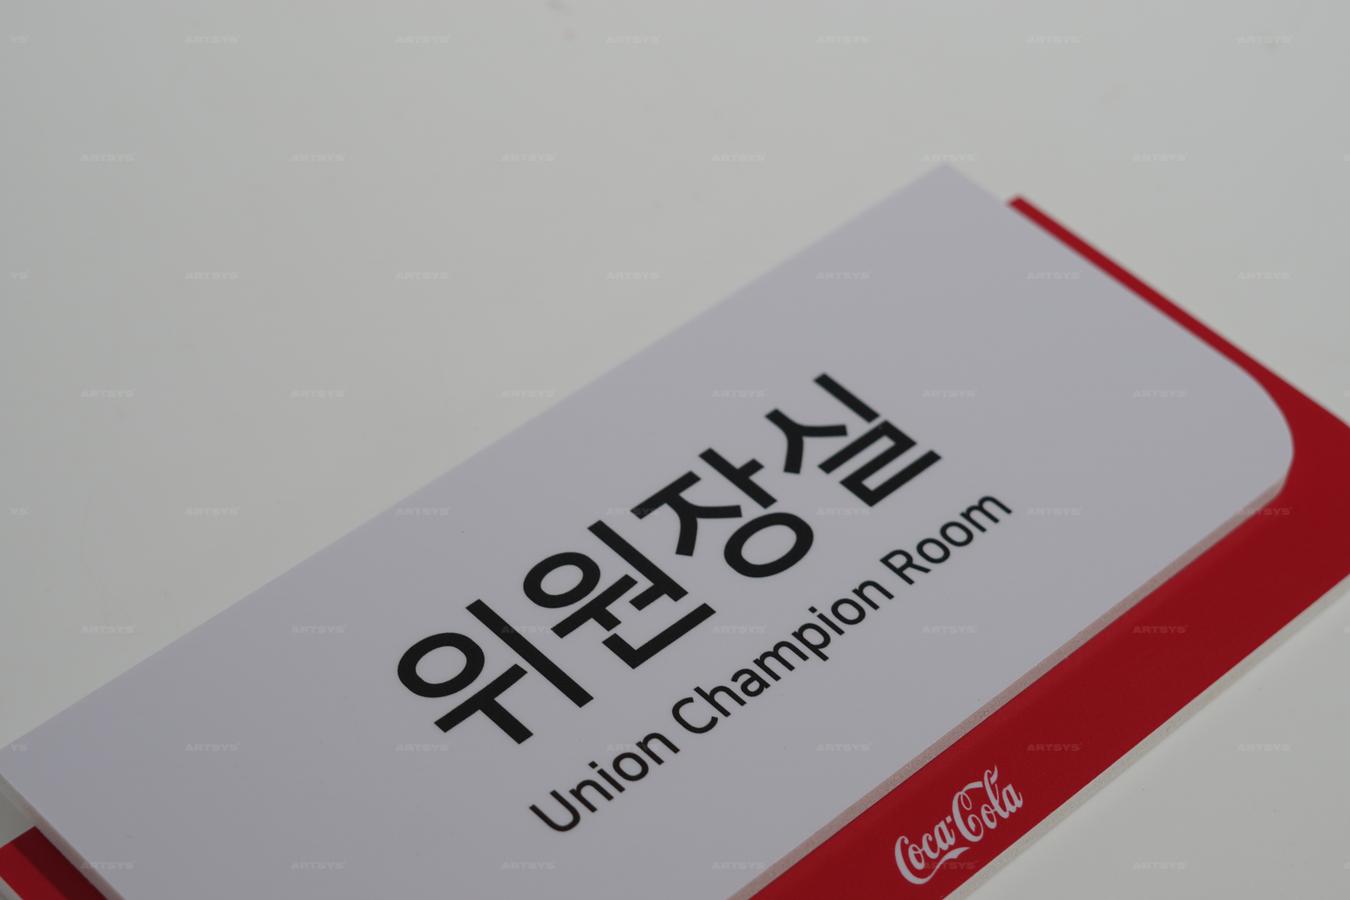 위원장실
Union Champion Room
Coca-Cola
ARTSYS